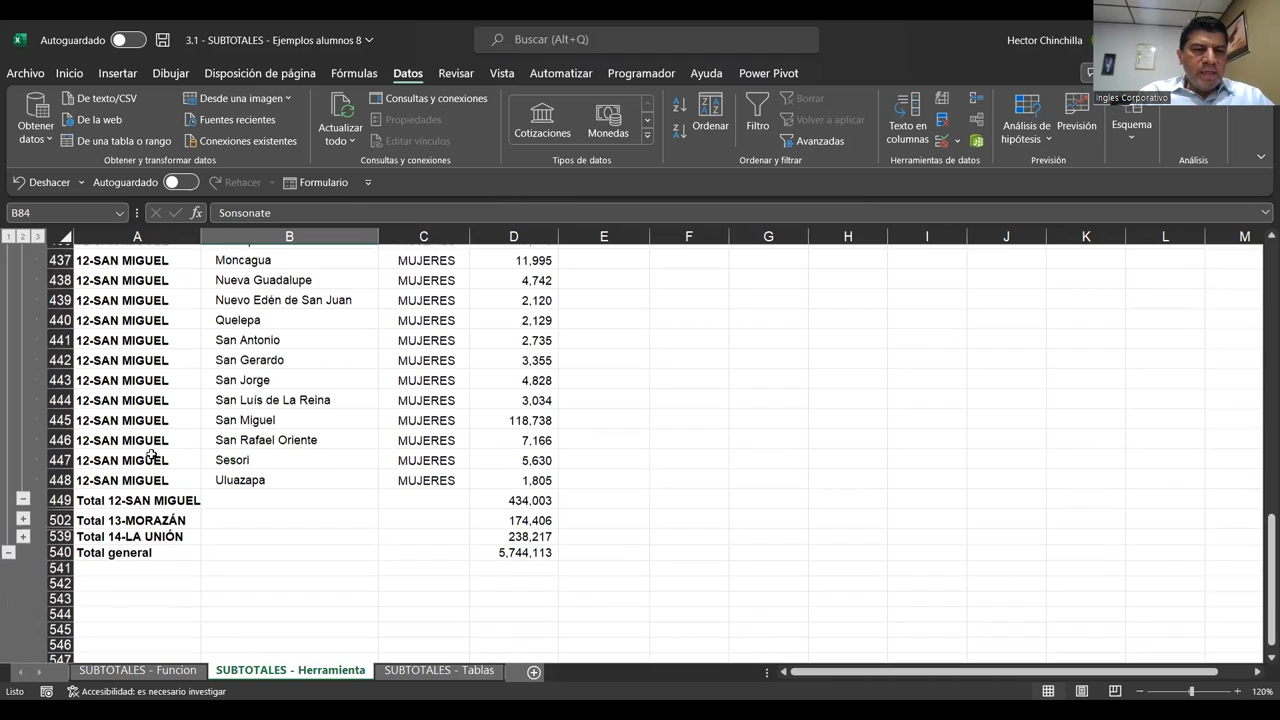 Autoguardado
3.1 - SUBTOTALES - Ejemplos alumnos 8
Buscar (Alt+Q)
Hector Chinchilla
Archivo Inicio Insertar Dibujar Disposición de página Fórmulas Datos Revisar Vista Automatizar Programador Ayuda Power Pivot
Ingles Corporativo
Obtener datos
De texto/CSV
De la web
De una tabla o rango
Desde una imagen
Fuentes recientes
Conexiones existentes
Obtener y transformar datos
Actualizar todo
Consultas y conexiones
Propiedades
Editar vínculos
Consultas y conexiones
Cotizaciones
Monedas
Tipos de datos
Ordenar
Filtro
Borrar
Volver a aplicar
Avanzadas
Ordenar y filtrar
Texto en columnas
Herramientas de datos
Análisis de hipótesis
Previsión
Previsión
Esquema
Análisis
Deshacer Autoguardado Rehacer Formulario
B84 fx Sonsonate
1 2 3 A B C D E F G H I J K L M
437 12-SAN MIGUEL Moncagua MUJERES 11,995
438 12-SAN MIGUEL Nueva Guadalupe MUJERES 4,742
439 12-SAN MIGUEL Nuevo Edén de San Juan MUJERES 2,120
440 12-SAN MIGUEL Quelepa MUJERES 2,129
441 12-SAN MIGUEL San Antonio MUJERES 2,735
442 12-SAN MIGUEL San Gerardo MUJERES 3,355
443 12-SAN MIGUEL San Jorge MUJERES 4,828
444 12-SAN MIGUEL San Luís de La Reina MUJERES 3,034
445 12-SAN MIGUEL San Miguel MUJERES 118,738
446 12-SAN MIGUEL San Rafael Oriente MUJERES 7,166
447 12-SAN MIGUEL Sesori MUJERES 5,630
448 12-SAN MIGUEL Uluazapa MUJERES 1,805
449 Total 12-SAN MIGUEL 434,003
502 Total 13-MORAZÁN 174,406
539 Total 14-LA UNIÓN 238,217
540 Total general 5,744,113
541
542
543
544
545
546
547
SUBTOTALES - Funcion SUBTOTALES - Herramienta SUBTOTALES - Tablas
Listo Accesibilidad: es necesario investigar 120%